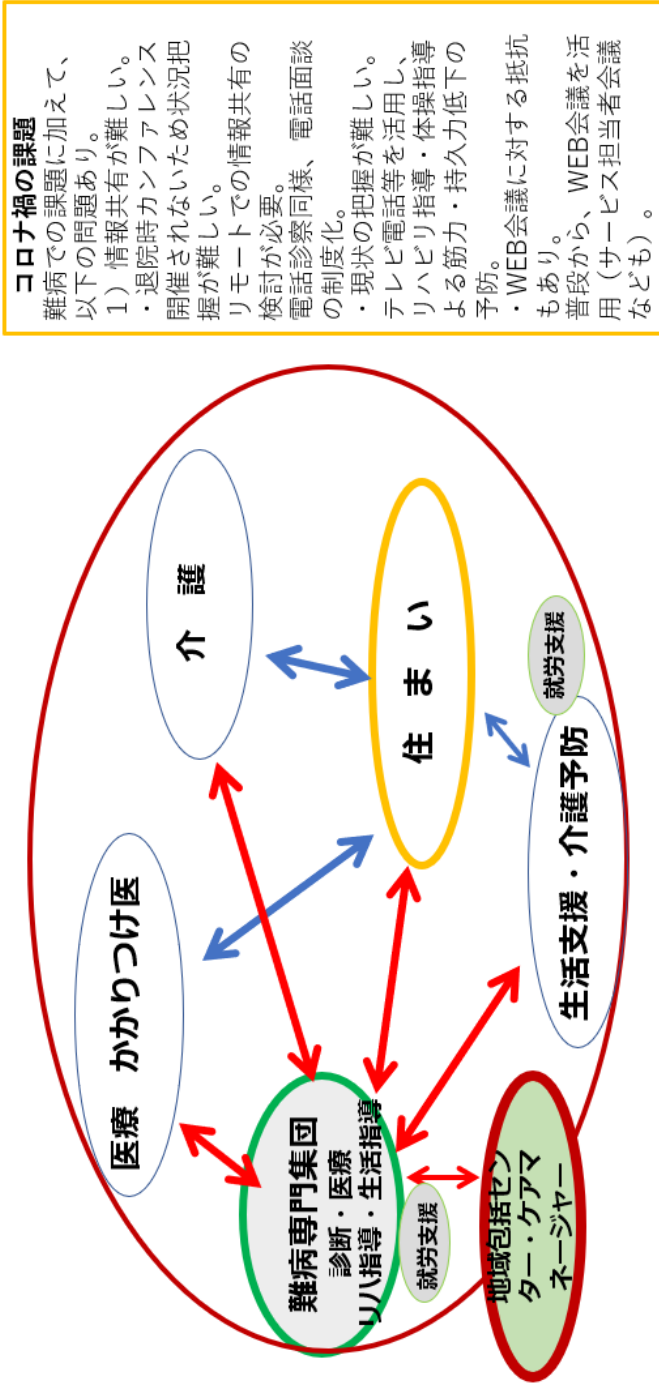 医療　かかりつけ医
介　護
難病専門集団
診断・医療
リハ指導・生活指導
就労支援
住　ま　い
地域包括セン
ター・ケアマ
ネージャー
生活支援・介護予防
就労支援
コロナ禍の課題
難病での課題に加えて、
以下の問題あり。
1）情報共有が難しい。
・退院時カンファレンス
開催されないため状況把
握が難しい。
リモートでの情報共有の
検討が必要。
電話診察同様、電話面談
の制度化。
・現状の把握が難しい。
テレビ電話等を活用し、
リハビリ指導・体操指導
よる筋力・持久力低下の
予防。
・WEB会議に対する抵抗
もあり。
普段から、WEB会議を活
用（サービス担当者会議
なども）。